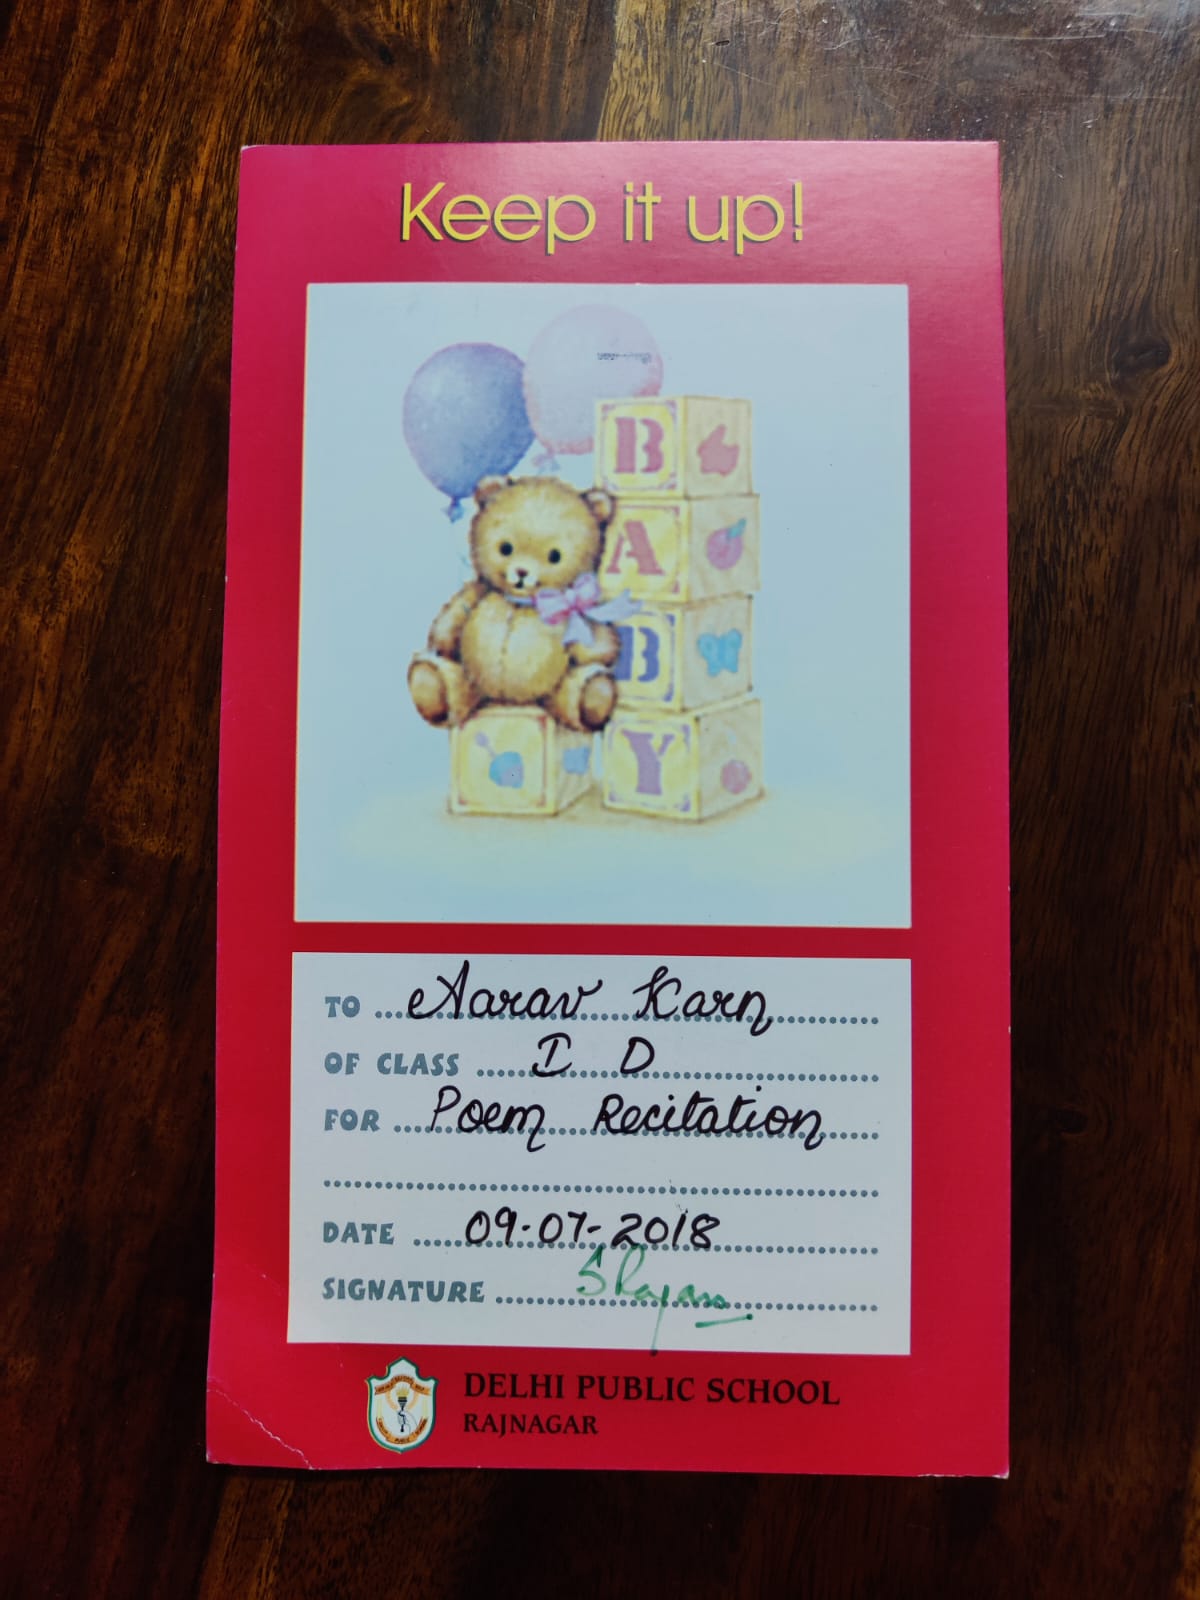 Keep it up!
B
A
B
Y
TO Aarav Karn
OF CLASS I D
FOR Poem Recitation
DATE 09-07-2018
SIGNATURE
DELHI PUBLIC SCHOOL
RAJNAGAR